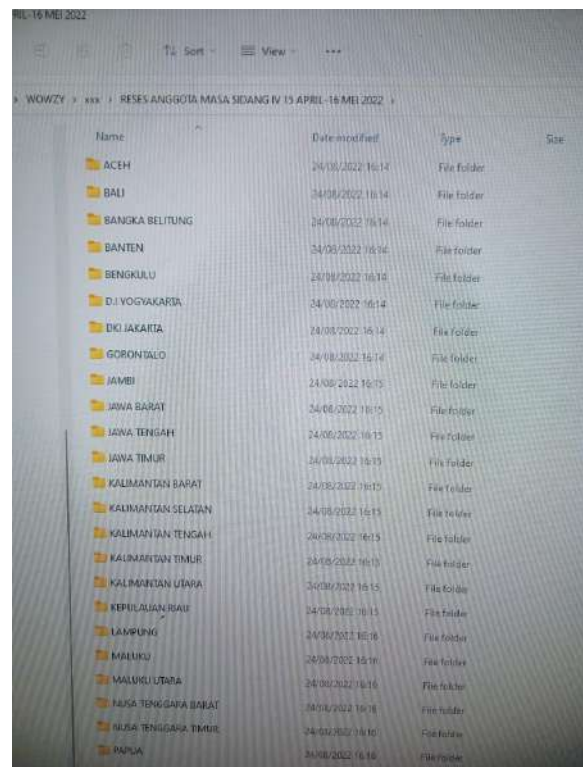 RIL-16 MEI 2022
Sort
View
WOWZY > xxx > RESES ANGGOTA MASA SIDANG IV 15 APRIL -16 MEI 2022 >
Name Date modified Type Size
ACEH 24/08/2022 16:14 File folder
BALI 24/08/2022 16:14 File folder
BANGKA BELITUNG 24/08/2022 16:14 File folder
BANTEN 24/08/2022 16:14 File folder
BENGKULU 24/08/2022 16:14 File folder
D.I YOGYAKARTA 24/08/2022 16:14 File folder
DKI JAKARTA 24/08/2022 16:14 File folder
GORONTALO 24/08/2022 16:14 File folder
JAMBI 24/08/2022 16:15 File folder
JAWA BARAT 24/08/2022 16:15 File folder
JAWA TENGAH 24/08/2022 16:15 File folder
JAWA TIMUR 24/08/2022 16:15 File folder
KALIMANTAN BARAT 24/08/2022 16:15 File folder
KALIMANTAN SELATAN 24/08/2022 16:15 File folder
KALIMANTAN TENGAH 24/08/2022 16:15 File folder
KALIMANTAN TIMUR 24/08/2022 16:15 File folder
KALIMANTAN UTARA 24/08/2022 16:15 File folder
KEPULAUAN RIAU 24/08/2022 16:15 File folder
LAMPUNG 24/08/2022 16:16 File folder
MALUKU 24/08/2022 16:16 File folder
MALUKU UTARA 24/08/2022 16:16 File folder
NUSA TENGGARA BARAT 24/08/2022 16:16 File folder
NUSA TENGGARA TIMUR 24/08/2022 16:16 File folder
PAPUA 24/08/2022 16:16 File folder